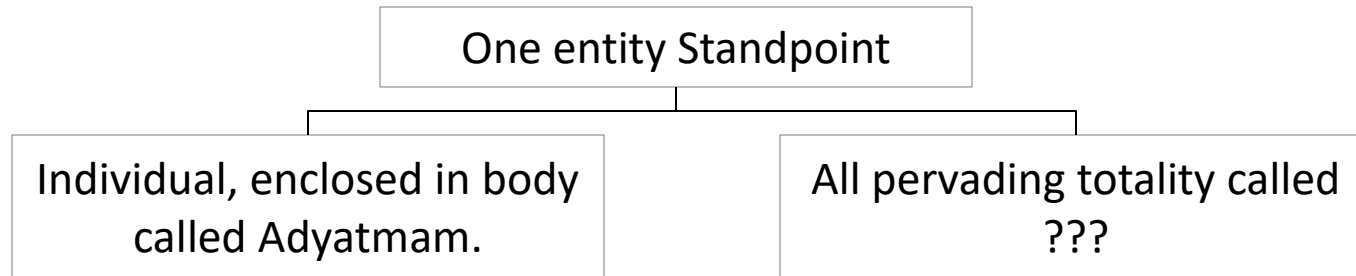 One entity Standpoint
Individual, enclosed in body
called Adyatmam.
All pervading totality called
???